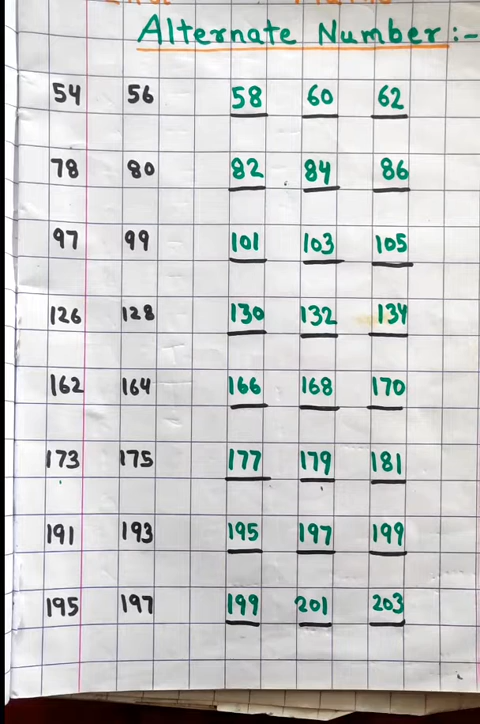 Alternate Number:-
54 56 58 60 62
78 80 82 84 86
97 99 101 103 105
126 128 130 132 134
162 164 166 168 170
173 175 177 179 181
191 193 195 197 199
195 197 199 201 203